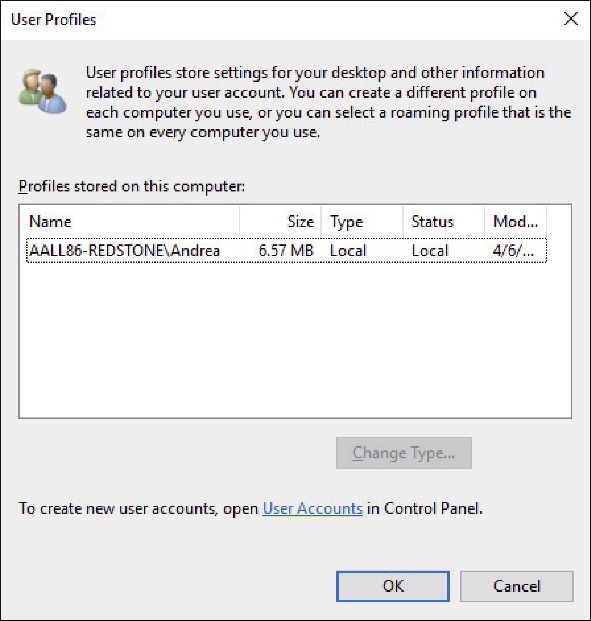 User Profiles
User profiles store settings for your desktop and other information
related to your user account. You can create a different profile on
each computer you use, or you can select a roaming profile that is the
same on every computer you use.
Profiles stored on this computer:
Name Size Type Status Mod...
AALL86-REDSTONE\Andrea 6.57 MB Local Local 4/6/...
Change Type...
To create new user accounts, open User Accounts in Control Panel.
OK Cancel